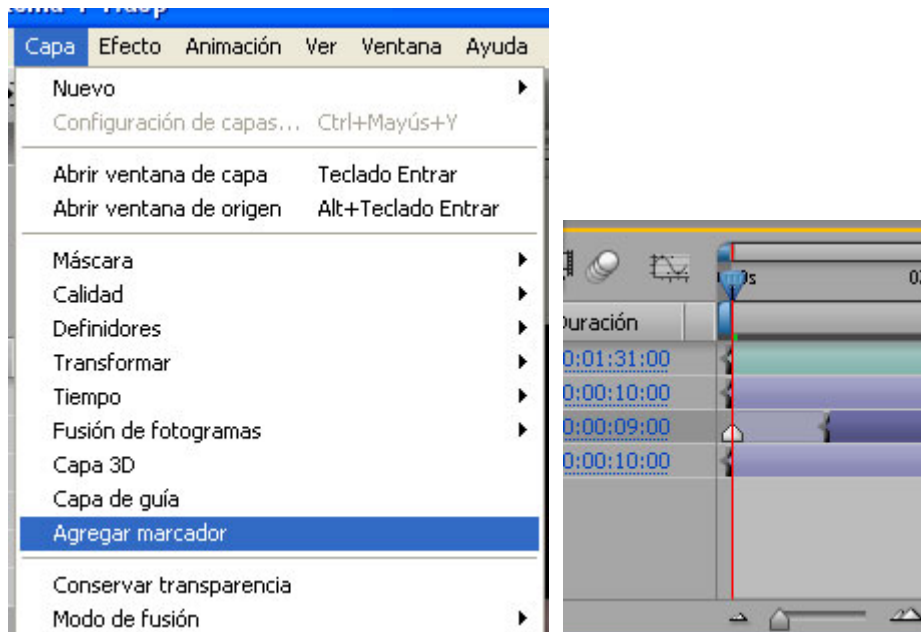 Capa Efecto Animación Ver Ventana Ayuda
Nuevo
Configuración de capas... Ctrl+Mayús+Y
Abrir ventana de capa Teclado Entrar
Abrir ventana de origen Alt+Teclado Entrar
Máscara
Calidad
Definidores
Transformar
Tiempo
Fusión de fotogramas
Capa 3D
Capa de guía
Agregar marcador
Conservar transparencia
Modo de fusión
Duración
0:01:31:00
0:00:10:00
0:00:09:00
0:00:10:00